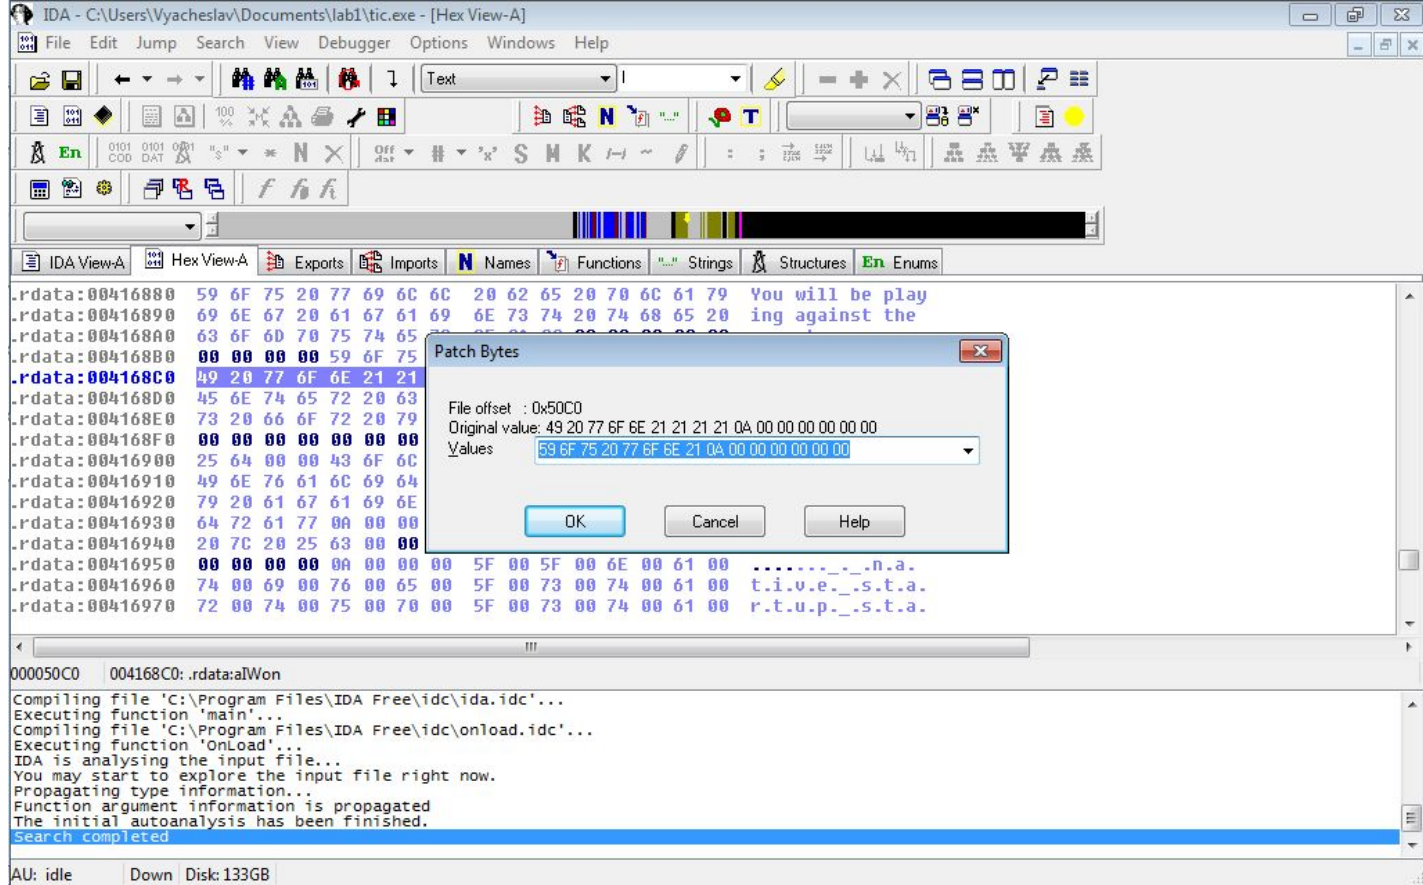 IDA - C:\Users\Vyacheslav\Documents\lab1\tic.exe - [Hex View-A]
File Edit Jump Search View Debugger Options Windows Help
Text
En
IDA View-A Hex View-A Exports Imports N Names Functions "..." Strings Structures En Enums
.rdata:00416880 59 6F 75 20 77 69 6C 6C 20 62 65 20 70 6C 61 79 You will be play
.rdata:00416890 69 6E 67 20 61 67 61 69 6E 73 74 20 74 68 65 20 ing against the
.rdata:004168A0 63 6F 6D 70 75 74 65
.rdata:004168B0 00 00 00 00 59 6F 75
.rdata:004168C0 49 20 77 6F 6E 21 21
.rdata:004168D0 45 6E 74 65 72 20 63
.rdata:004168E0 73 20 66 6F 72 20 79
.rdata:004168F0 00 00 00 00 00 00 00
.rdata:00416900 25 64 00 00 43 6F 6C
.rdata:00416910 49 6E 76 61 6C 69 64
.rdata:00416920 79 20 61 67 61 69 6E
.rdata:00416930 64 72 61 77 0A 00 00
.rdata:00416940 20 7C 20 25 63 00 00
.rdata:00416950 00 00 00 00 0A 00 00 00 5F 00 5F 00 6E 00 61 00 ........_._.n.a.
.rdata:00416960 74 00 69 00 76 00 65 00 5F 00 73 00 74 00 61 00 t.i.v.e._.s.t.a.
.rdata:00416970 72 00 74 00 75 00 70 00 5F 00 73 00 74 00 61 00 r.t.u.p._.s.t.a.
Patch Bytes
File offset : 0x50C0
Original value: 49 20 77 6F 6E 21 21 21 21 0A 00 00 00 00 00 00
Values 59 6F 75 20 77 6F 6E 21 0A 00 00 00 00 00 00
OK Cancel Help
000050C0 004168C0: .rdata:aIWon
Compiling file 'C:\Program Files\IDA Free\idc\ida.idc'...
Executing function 'main'...
Compiling file 'C:\Program Files\IDA Free\idc\onload.idc'...
Executing function 'OnLoad'...
IDA is analysing the input file...
You may start to explore the input file right now.
Propagating type information...
Function argument information is propagated
The initial autoanalysis has been finished.
Search completed
AU: idle Down Disk: 133GB